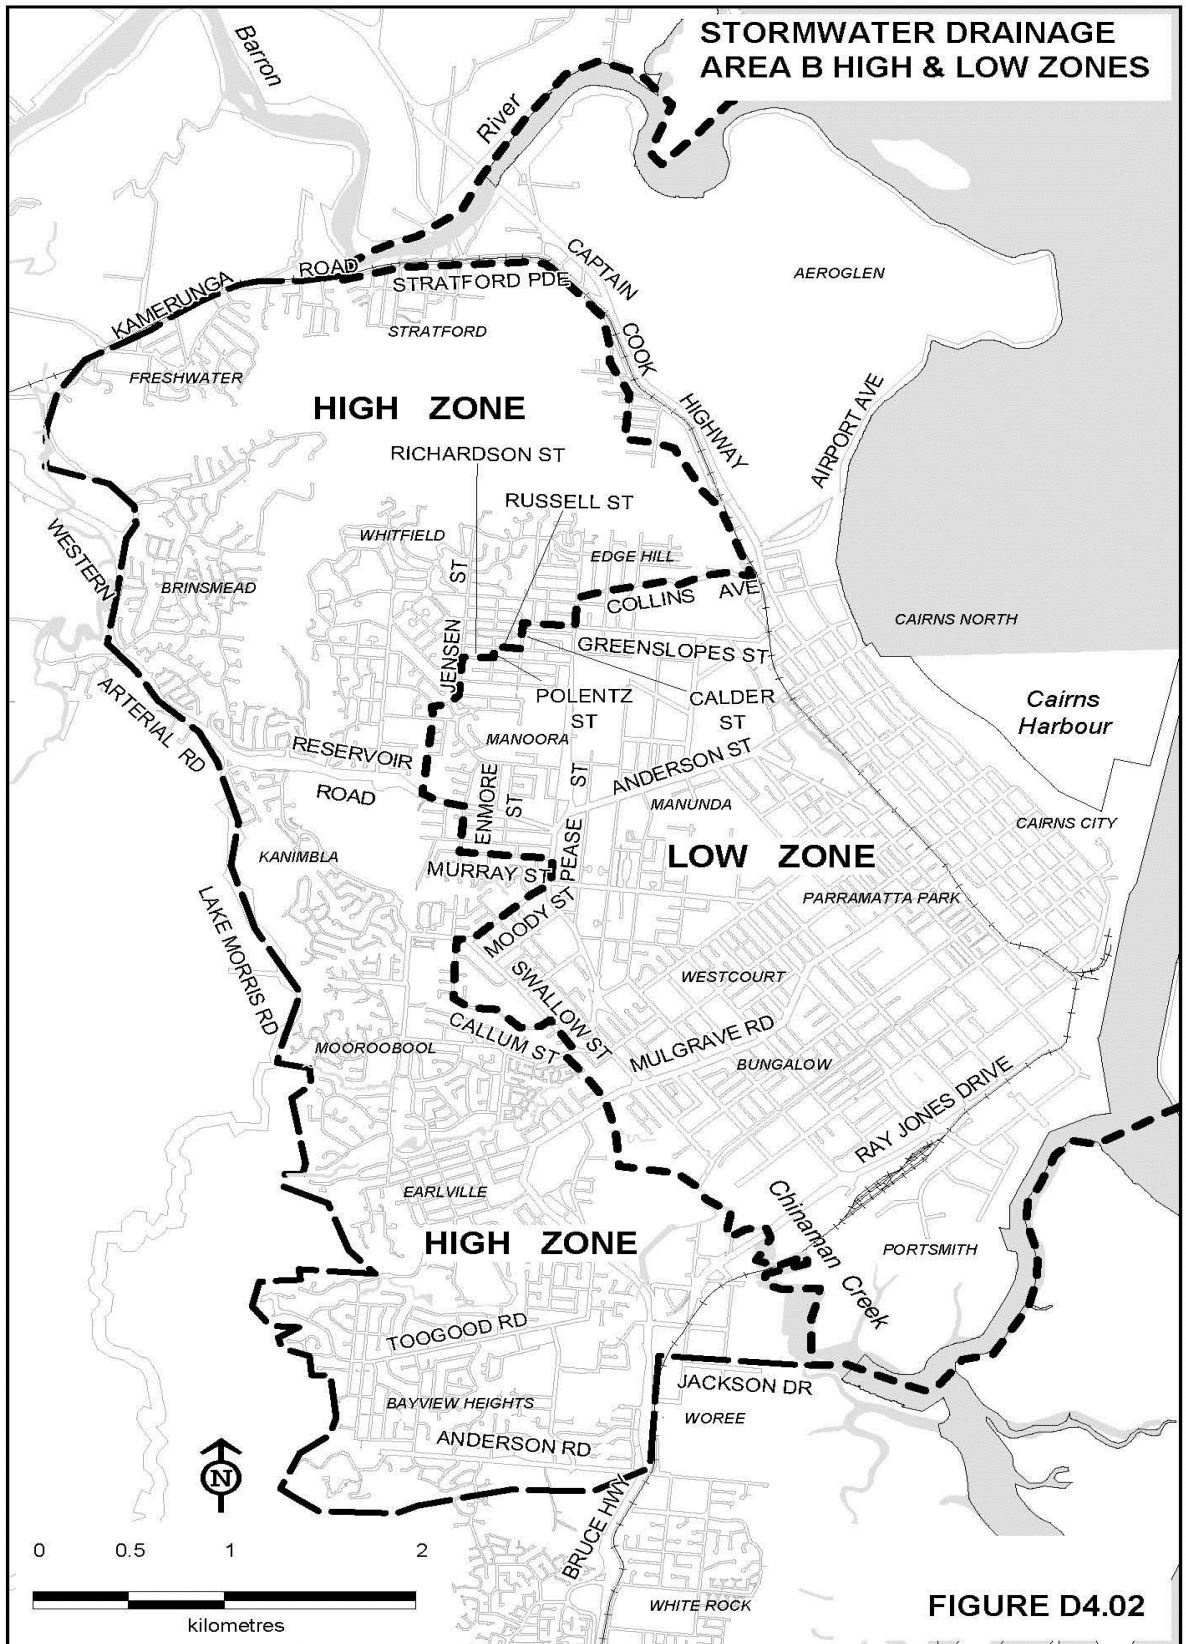 STORMWATER DRAINAGE
AREA B HIGH & LOW ZONES
Barron
River
KAMERUNGA
ROAD
STRATFORD PDE
CAPTAIN
COOK
HIGHWAY
AEROGLEN
STRATFORD
FRESHWATER
HIGH ZONE
AIRPORT AVE
RICHARDSON ST
RUSSELL ST
WHITFIELD
EDGE HILL
WESTERN
BRINSMEAD
JENSEN
ST
COLLINS AVE
CAIRNS NORTH
GREENSLOPES ST
ARTERIAL RD
POLENTZ
ST
CALDER
ST
Cairns
Harbour
RESERVOIR
ROAD
MANOORA
ENMORE
ST
PEASE
ST
ANDERSON ST
MANUNDA
CAIRNS CITY
KANIMBLA
LOW ZONE
MURRAY ST
PARRAMATTA PARK
LAKE MORRIS RD
MOODY ST
SWALLOW ST
WESTCOURT
CALLUM ST
MULGRAVE RD
MOOROOBOOL
BUNGALOW
RAY JONES DRIVE
EARLVILLE
Chinaman Creek
HIGH ZONE
PORTSMITH
TOOGOOD RD
JACKSON DR
BAYVIEW HEIGHTS
WOREE
ANDERSON RD
N
BRUCE HWY
0 0.5 1 2
kilometres
WHITE ROCK
FIGURE D4.02